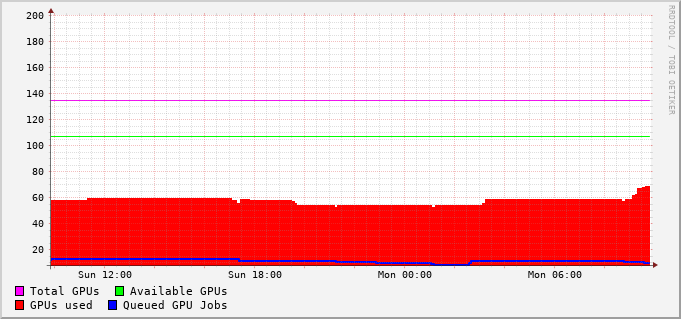 200
180
160
140
120
100
80
60
40
20
Sun 12:00 Sun 18:00 Mon 00:00 Mon 06:00
Total GPUs Available GPUs
GPUs used Queued GPU Jobs
RRDTOOL / TOBI OETIKER